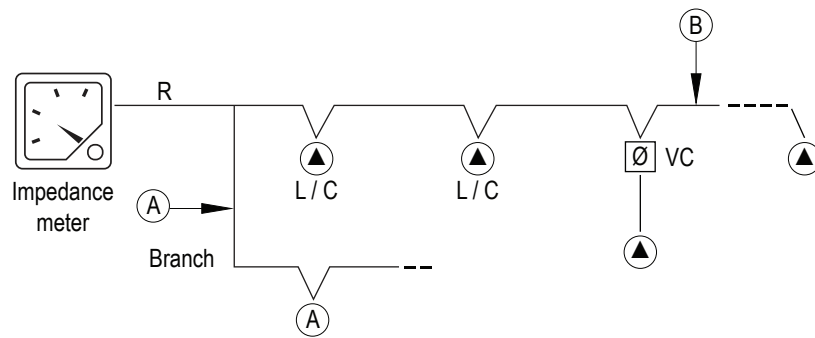 B
R
Ø VC
L / C
L / C
Impedance
meter
A
Branch
A